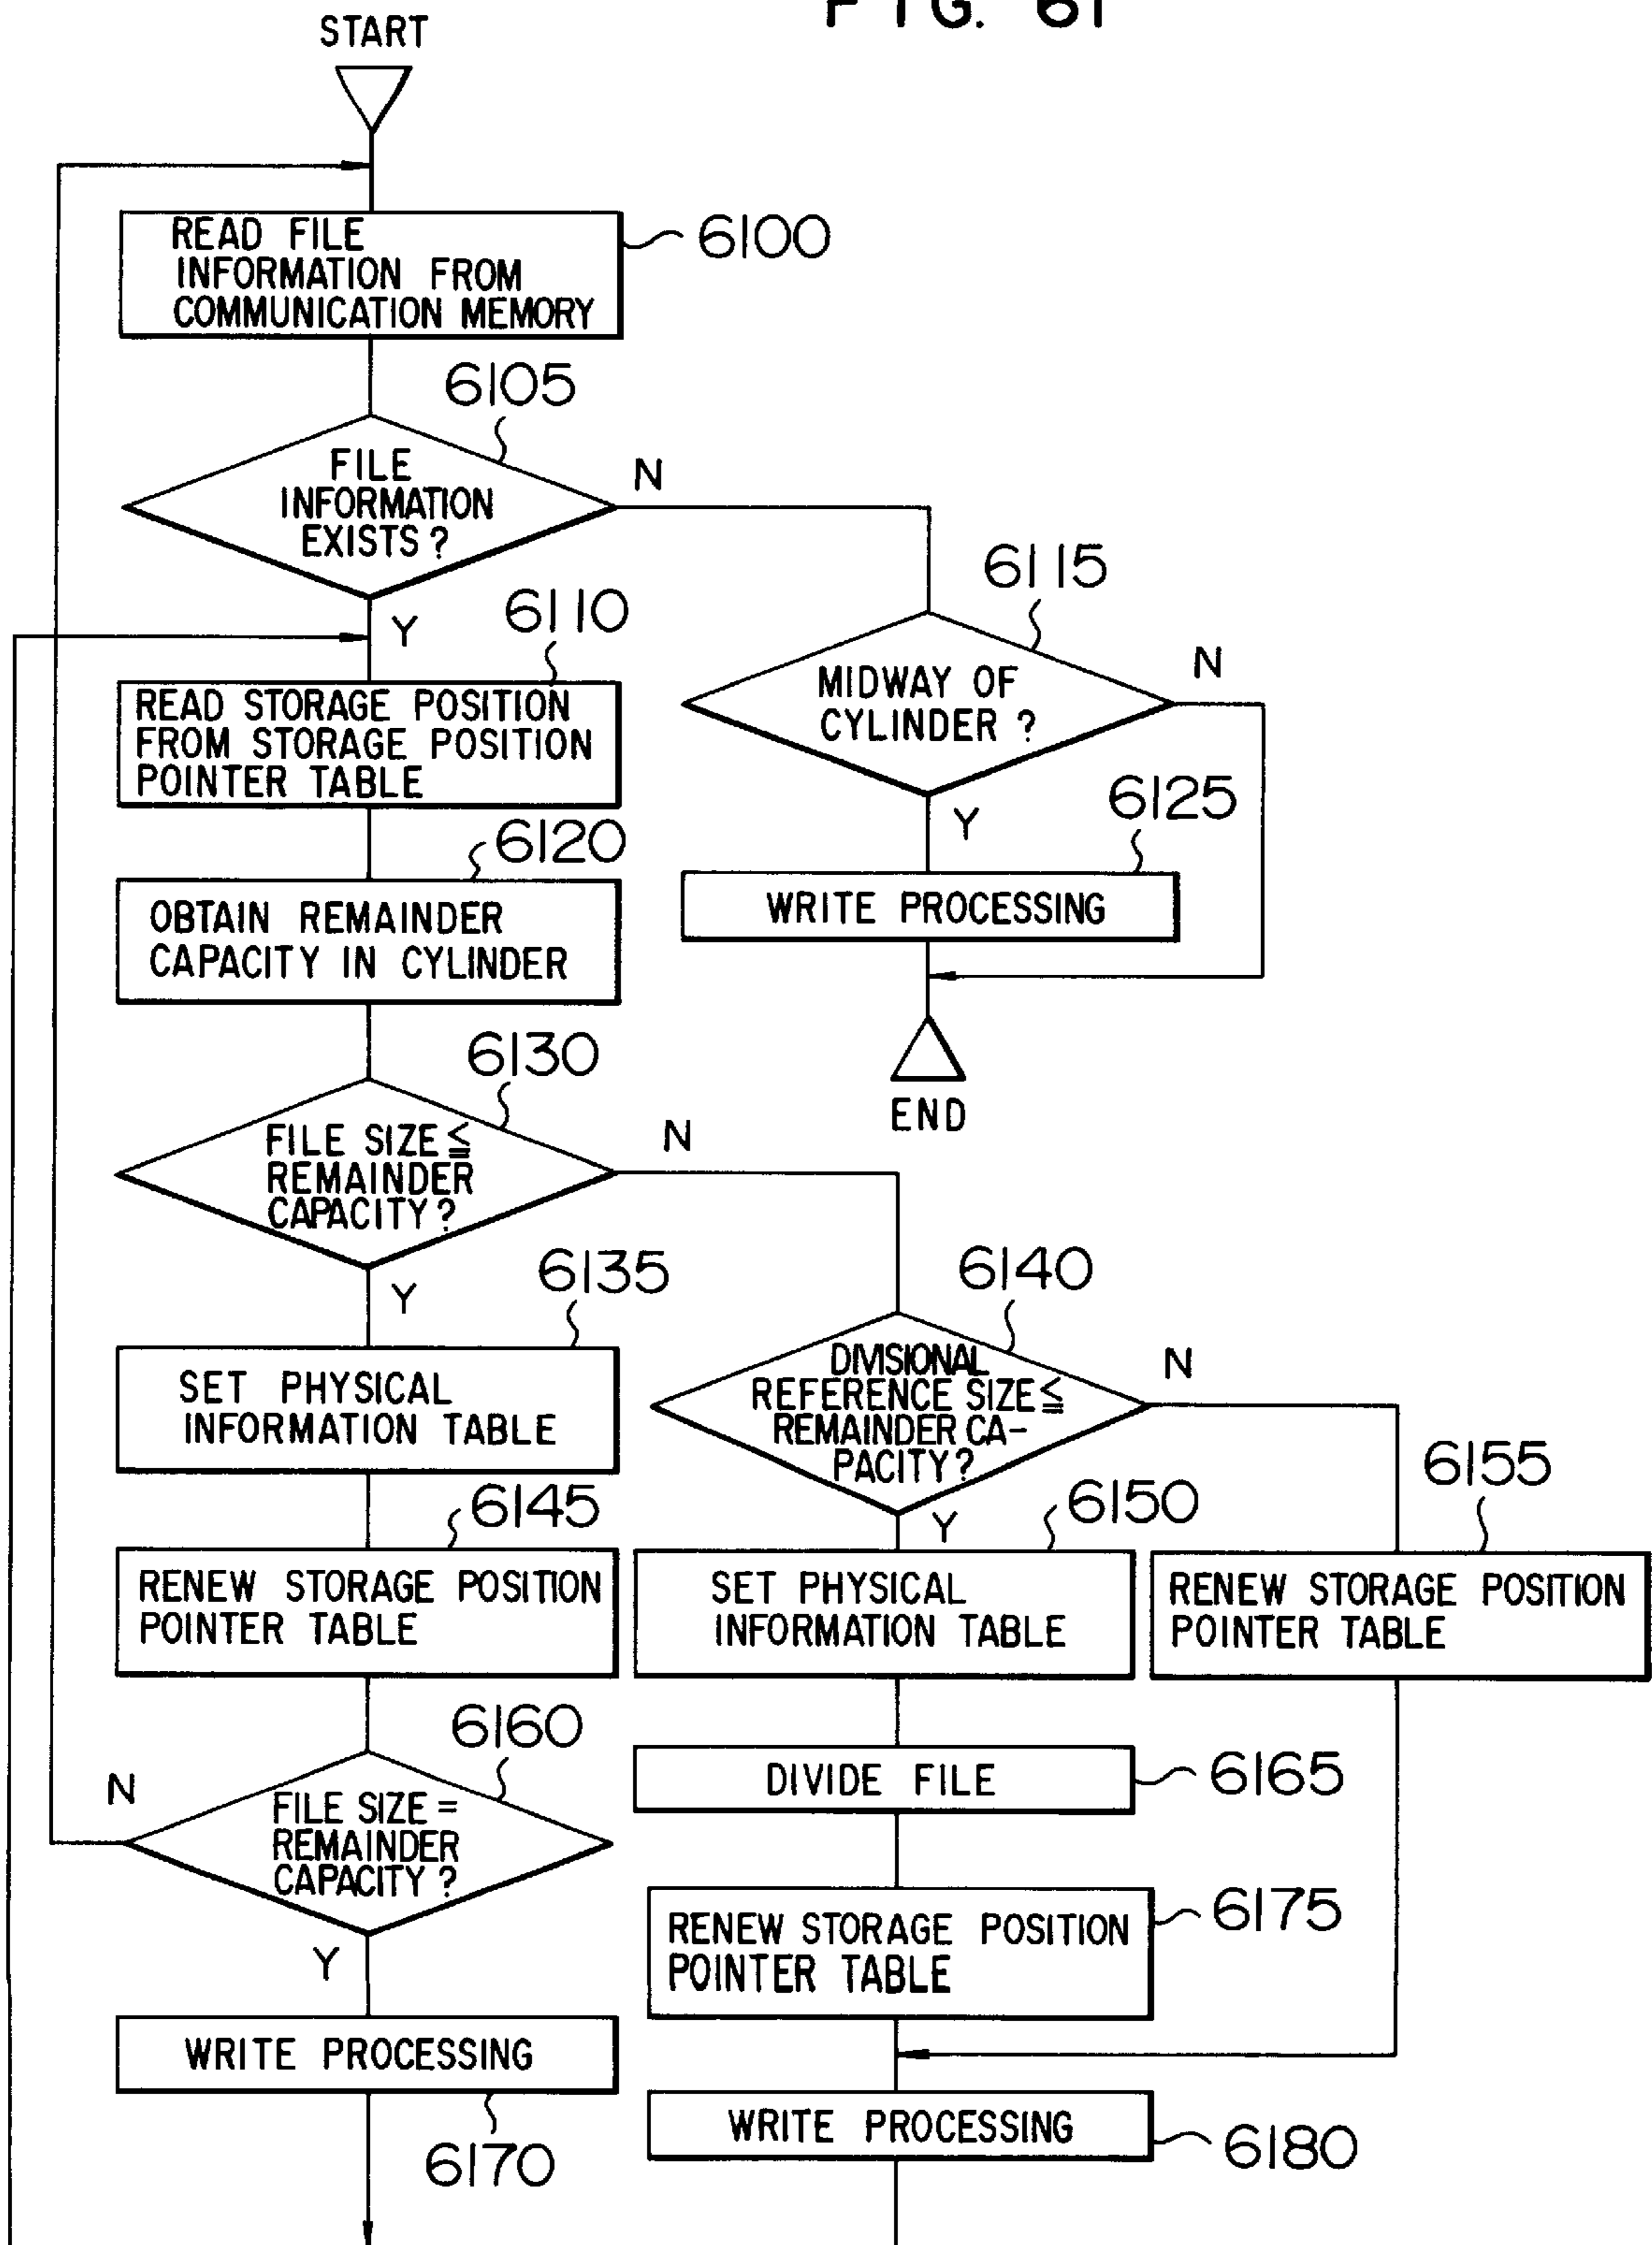 FIG. 61
START
READ FILE
INFORMATION FROM
COMMUNICATION MEMORY
6100
6105
FILE
INFORMATION
EXISTS?
N
Y
6110
6115
MIDWAY OF
CYLINDER ?
N
READ STORAGE POSITION
FROM STORAGE POSITION
POINTER TABLE
Y
6125
WRITE PROCESSING
6120
OBTAIN REMAINDER
CAPACITY IN CYLINDER
END
6130
FILE SIZE ≦
REMAINDER
CAPACITY?
N
Y
6135
6140
DIVISIONAL
REFERENCE SIZE ≦
REMAINDER CA-
PACITY?
N
SET PHYSICAL
INFORMATION TABLE
6145
Y
6150
6155
RENEW STORAGE POSITION
POINTER TABLE
SET PHYSICAL
INFORMATION TABLE
RENEW STORAGE POSITION
POINTER TABLE
6160
N
FILE SIZE =
REMAINDER
CAPACITY?
Y
DIVIDE FILE
6165
RENEW STORAGE POSITION
POINTER TABLE
6175
WRITE PROCESSING
6170
WRITE PROCESSING
6180